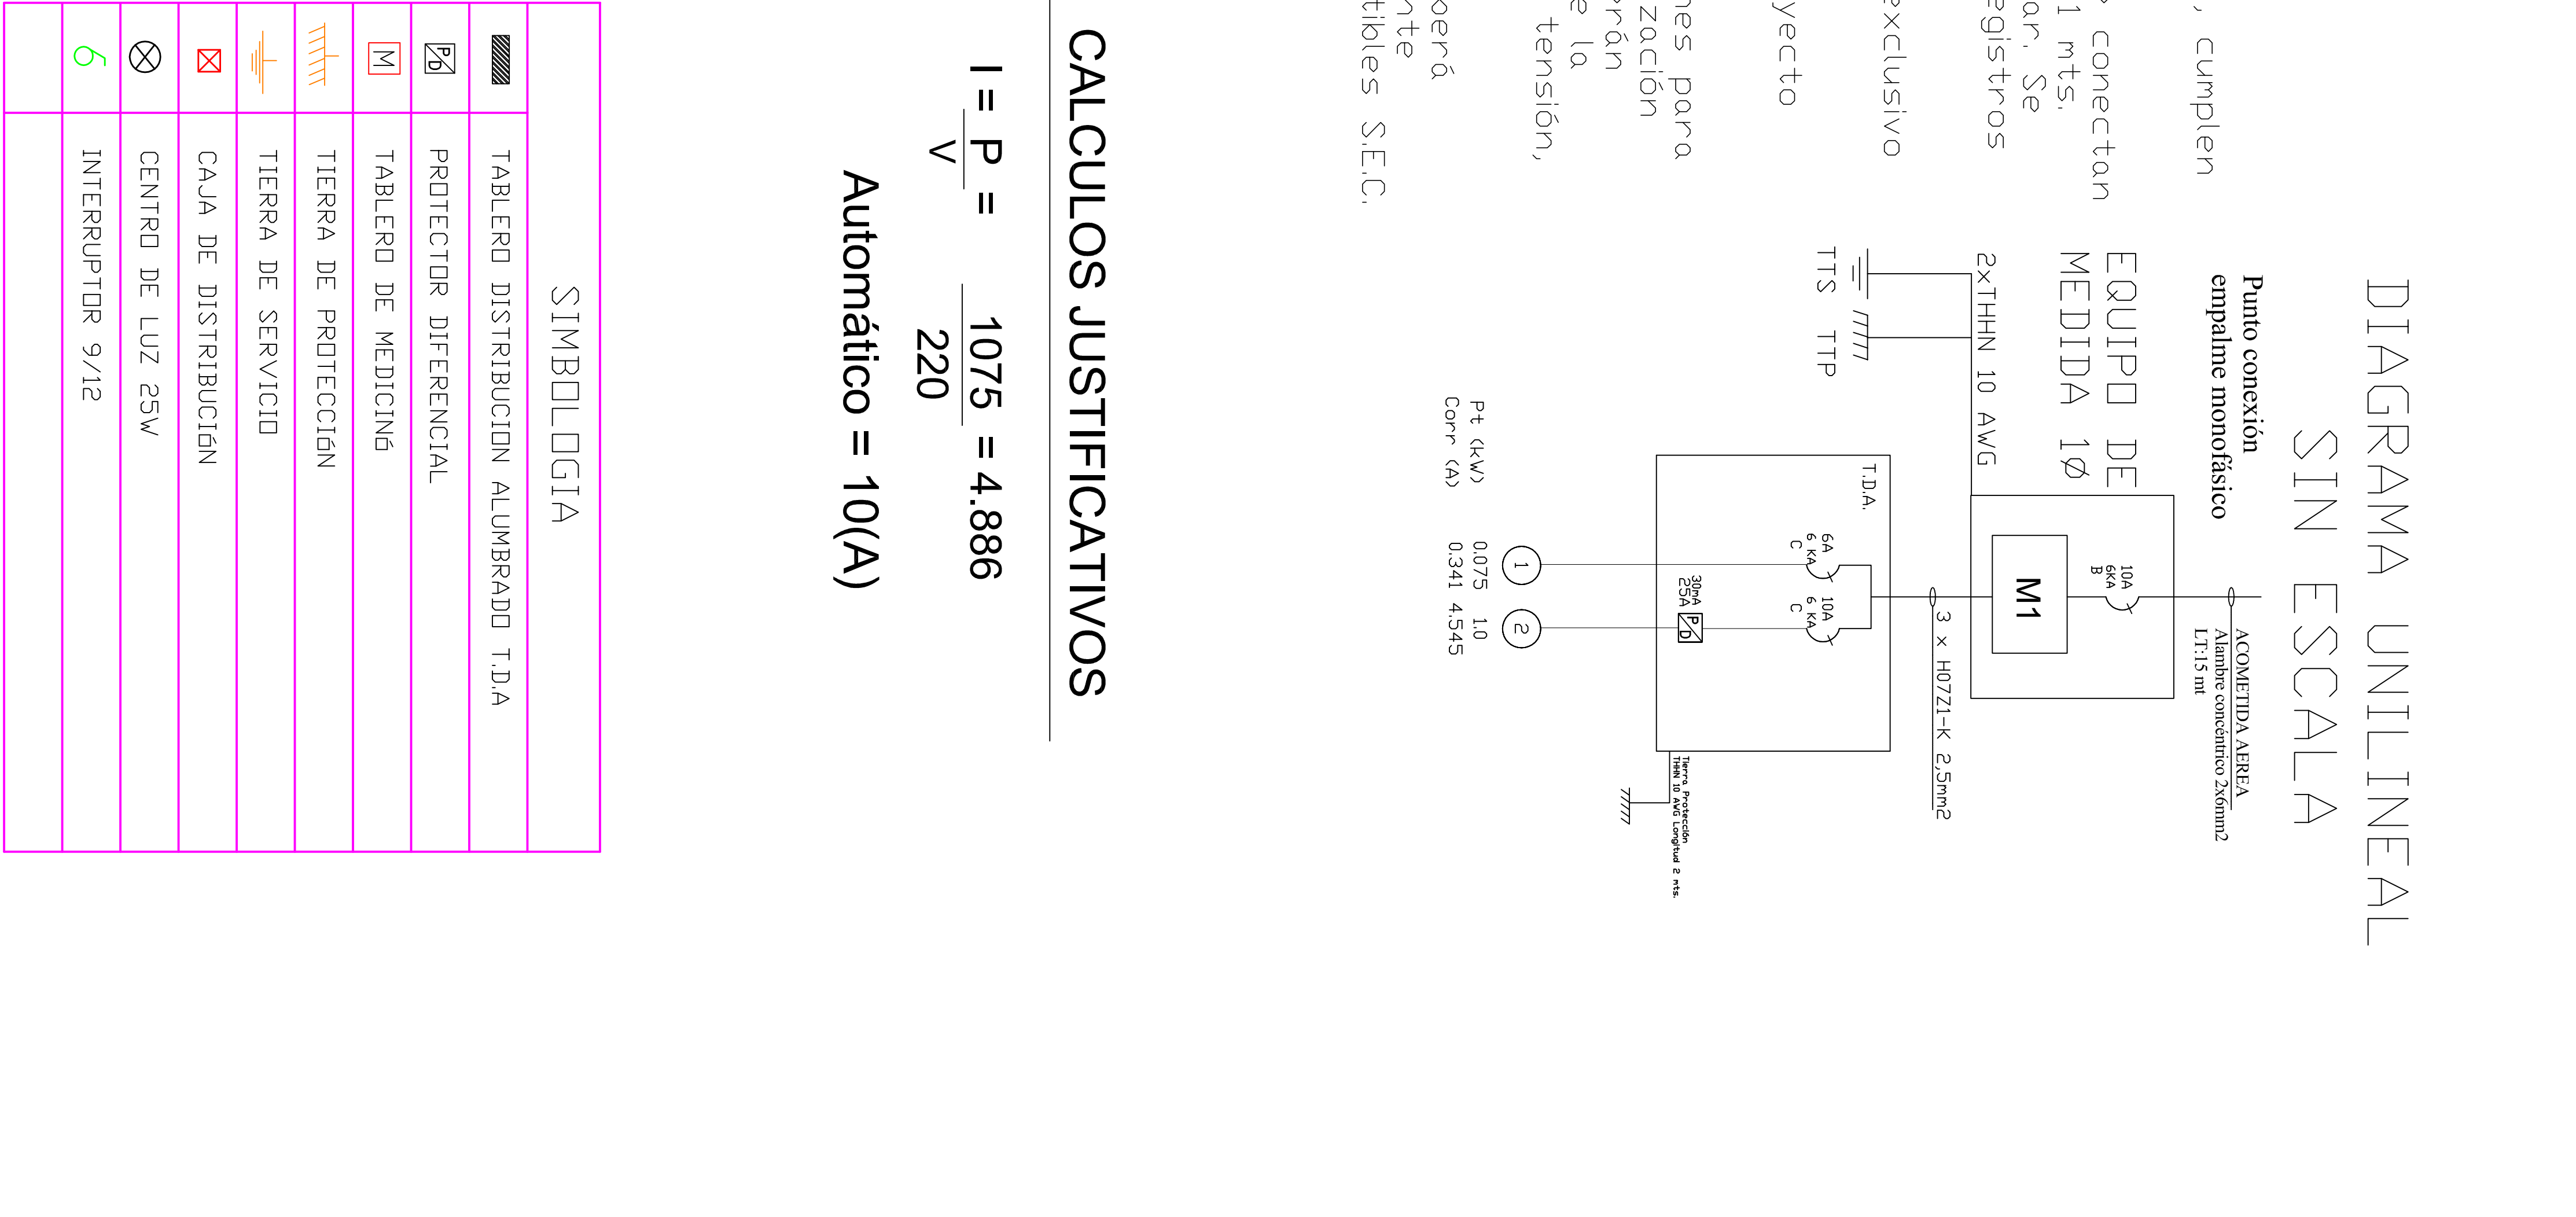 DIAGRAMA UNILINEAL
SIN ESCALA
Punto conexión
empalme monofásico
ACOMETIDA AEREA
Alambre concéntrico 2x6mm2
LT:15 mt
EQUIPO DE
MEDIDA 1Ø
10A
6KA
B
M1
2xTHHN 10 AWG
TTS TTP
3 x H07Z1-K 2,5mm2
T.D.A.
6A
6 KA
C
10A
6 KA
C
30mA
25A
P/D
Tierra Protección
THHN 10 AWG Longitud 2 mts.
1
2
Pt (kW) 0.075 1.0
Corr (A) 0.341 4.545
, cumplen
conectan
1 mts.
ar. Se
egistros
exclusivo
yecto
nes para
zación
rán
e la
tensión,
berá
nte
tibles S.E.C.
CALCULOS JUSTIFICATIVOS
I = P = 1075 = 4.886
V 220
Automático = 10(A)
SIMBOLOGIA
TABLERO DISTRIBUCION ALUMBRADO T.D.A
P/D PROTECTOR DIFERENCIAL
M TABLERO DE MEDICINó
TIERRA DE PROTECCIóN
TIERRA DE SERVICIO
CAJA DE DISTRIBUCIóN
CENTRO DE LUZ 25W
INTERRUPTOR 9/12